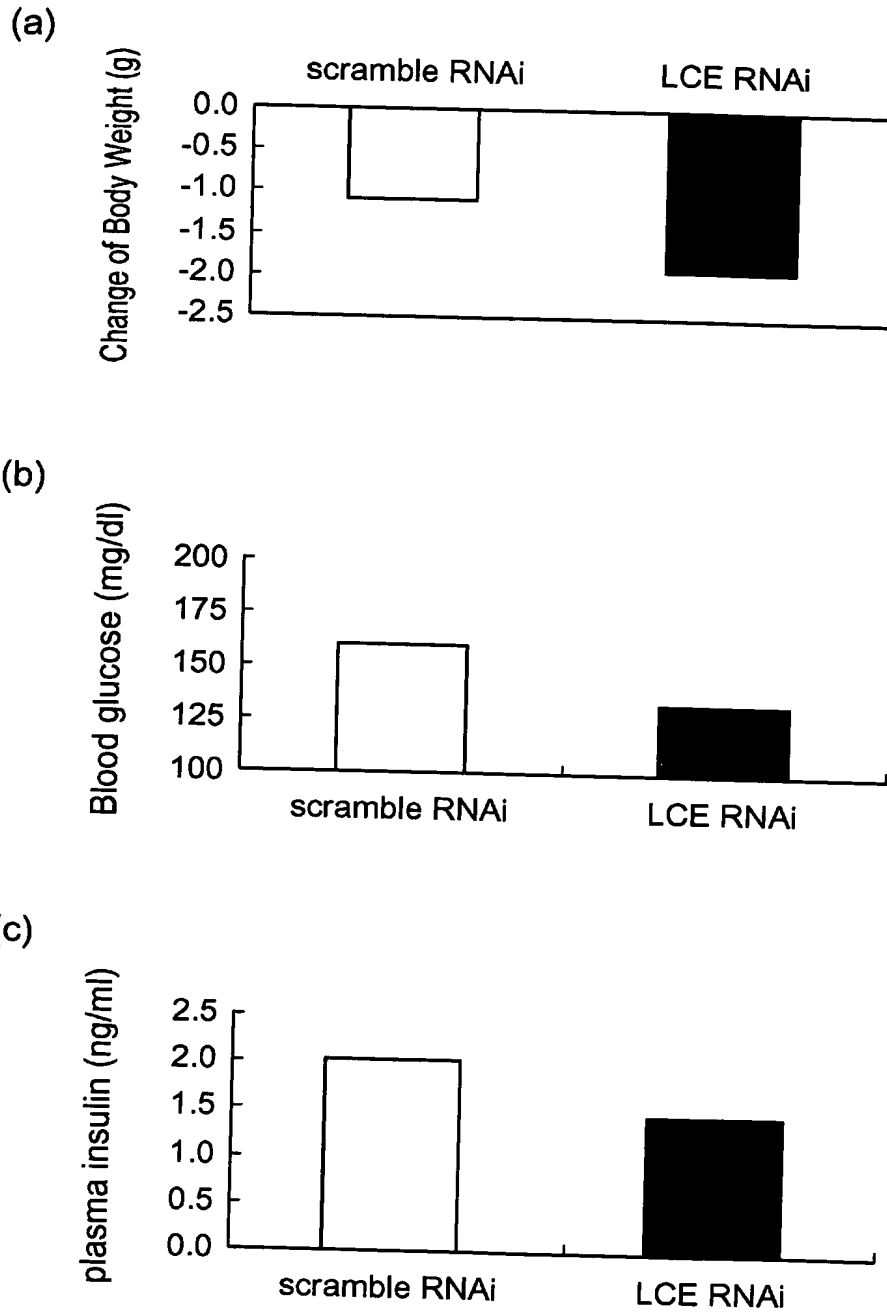 (a)
scramble RNAi
LCE RNAi
Change of Body Weight (g)
0.0
-0.5
-1.0
-1.5
-2.0
-2.5
(b)
Blood glucose (mg/dl)
200
175
150
125
100
scramble RNAi
LCE RNAi
(c)
plasma insulin (ng/ml)
2.5
2.0
1.5
1.0
0.5
0.0
scramble RNAi
LCE RNAi